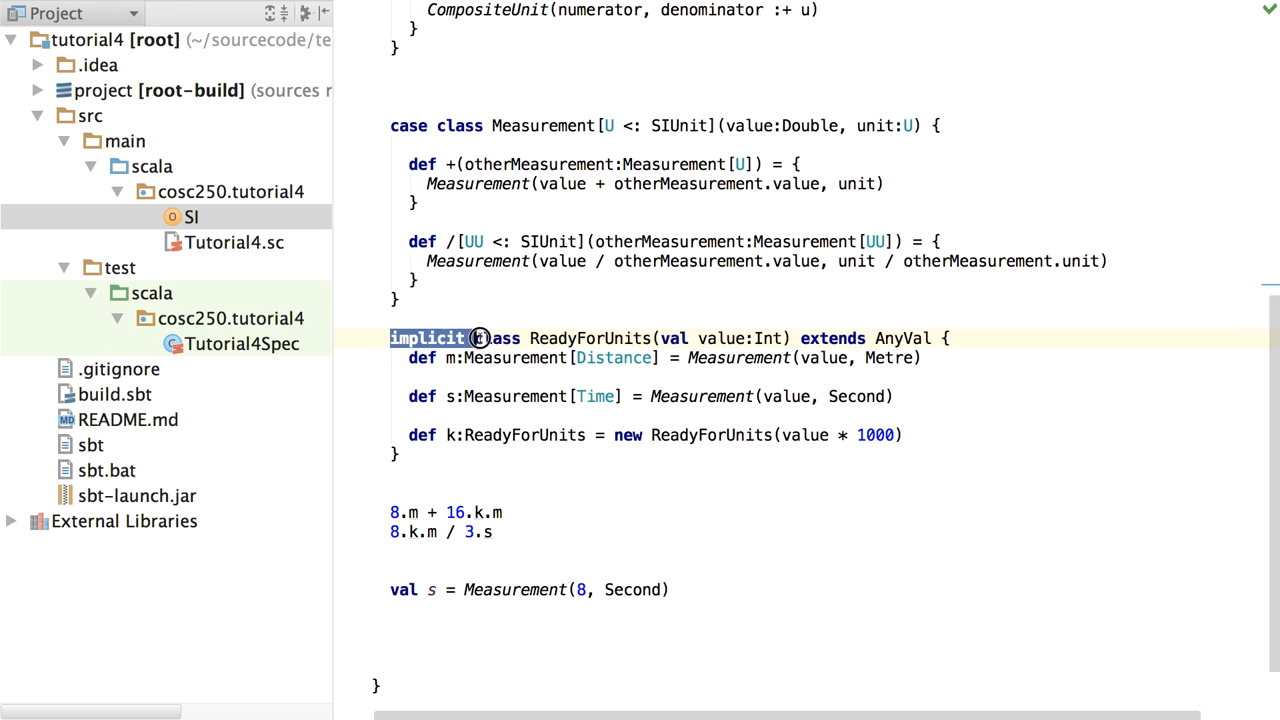 Project
tutorial4 [root] (~/sourcecode/te
.idea
project [root-build] (sources r
src
main
scala
cosc250.tutorial4
SI
Tutorial4.sc
test
scala
cosc250.tutorial4
Tutorial4Spec
.gitignore
build.sbt
README.md
sbt
sbt.bat
sbt-launch.jar
External Libraries
CompositeUnit(numerator, denominator :+ u)
}
}
case class Measurement[U <: SIUnit](value:Double, unit:U) {
def +(otherMeasurement:Measurement[U]) = {
Measurement(value + otherMeasurement.value, unit)
}
def /[UU <: SIUnit](otherMeasurement:Measurement[UU]) = {
Measurement(value / otherMeasurement.value, unit / otherMeasurement.unit)
}
}
implicit class ReadyForUnits(val value:Int) extends AnyVal {
def m:Measurement[Distance] = Measurement(value, Metre)
def s:Measurement[Time] = Measurement(value, Second)
def k:ReadyForUnits = new ReadyForUnits(value * 1000)
}
8.m + 16.k.m
8.k.m / 3.s
val s = Measurement(8, Second)
}